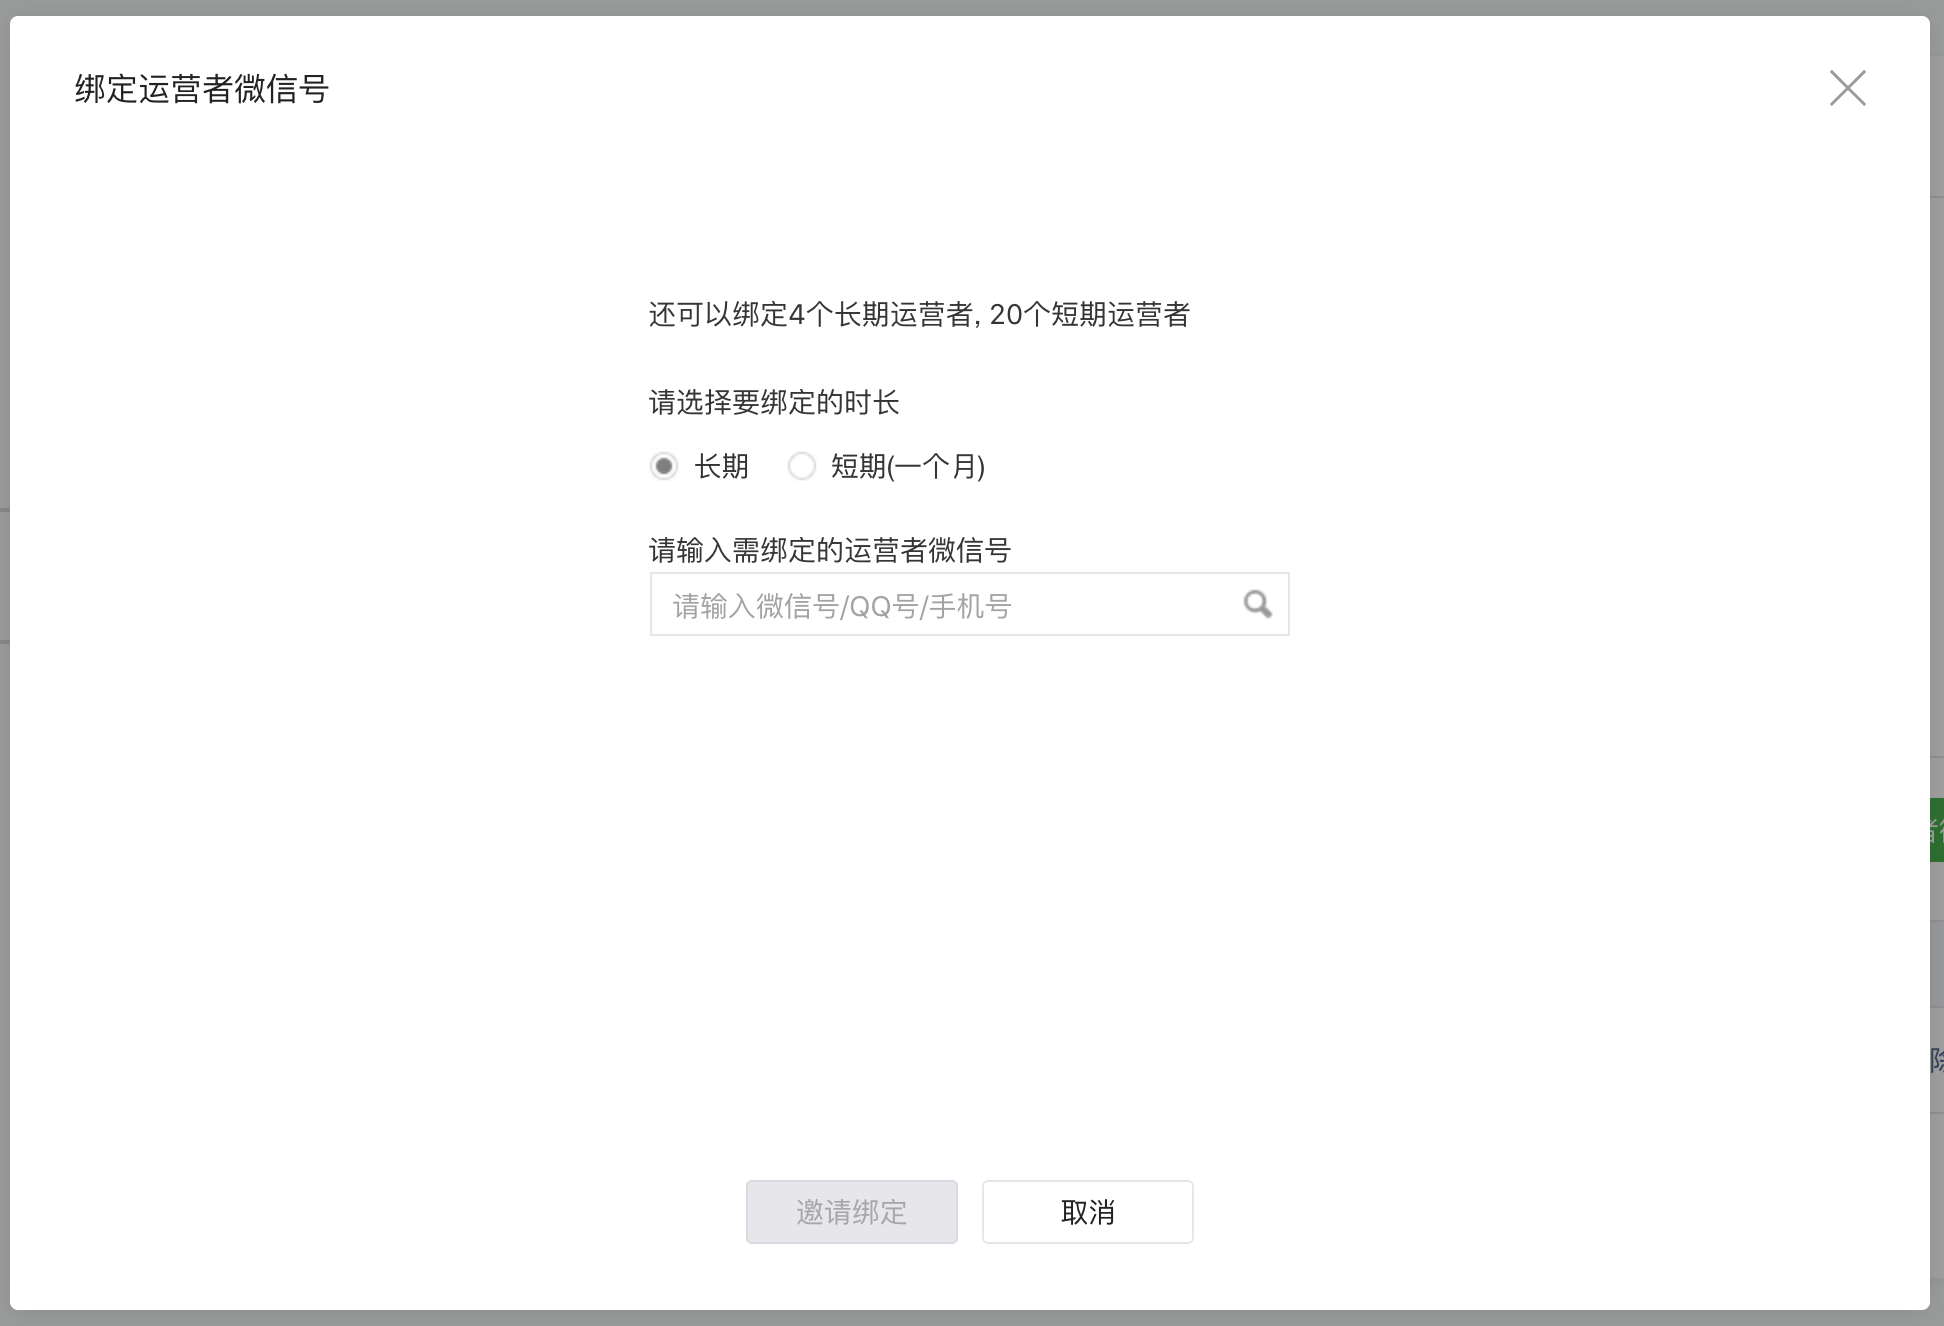 绑定运营者微信号
还可以绑定4个长期运营者, 20个短期运营者
请选择要绑定的时长
长期 短期(一个月)
请输入需绑定的运营者微信号
请输入微信号/QQ号/手机号
邀请绑定 取消